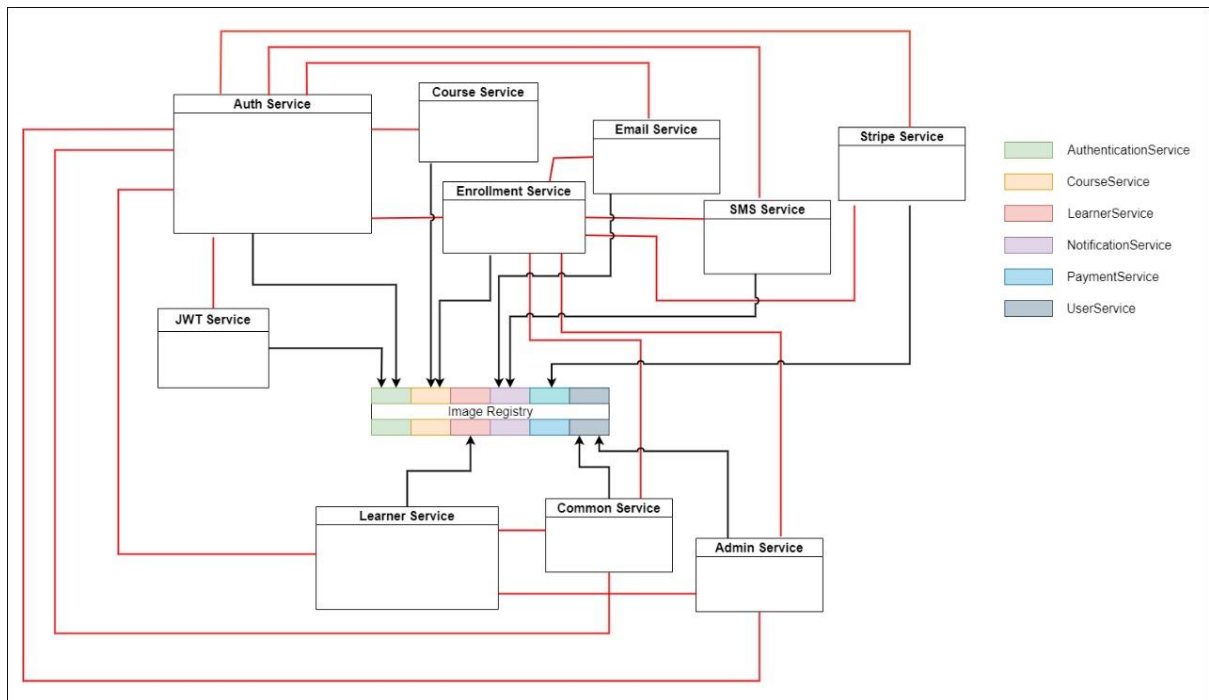 Course Service
Auth Service
Email Service
Stripe Service
AuthenticationService
CourseService
Enrollment Service
SMS Service
LearnerService
NotificationService
PaymentService
UserService
JWT Service
Image Registry
Common Service
Learner Service
Admin Service